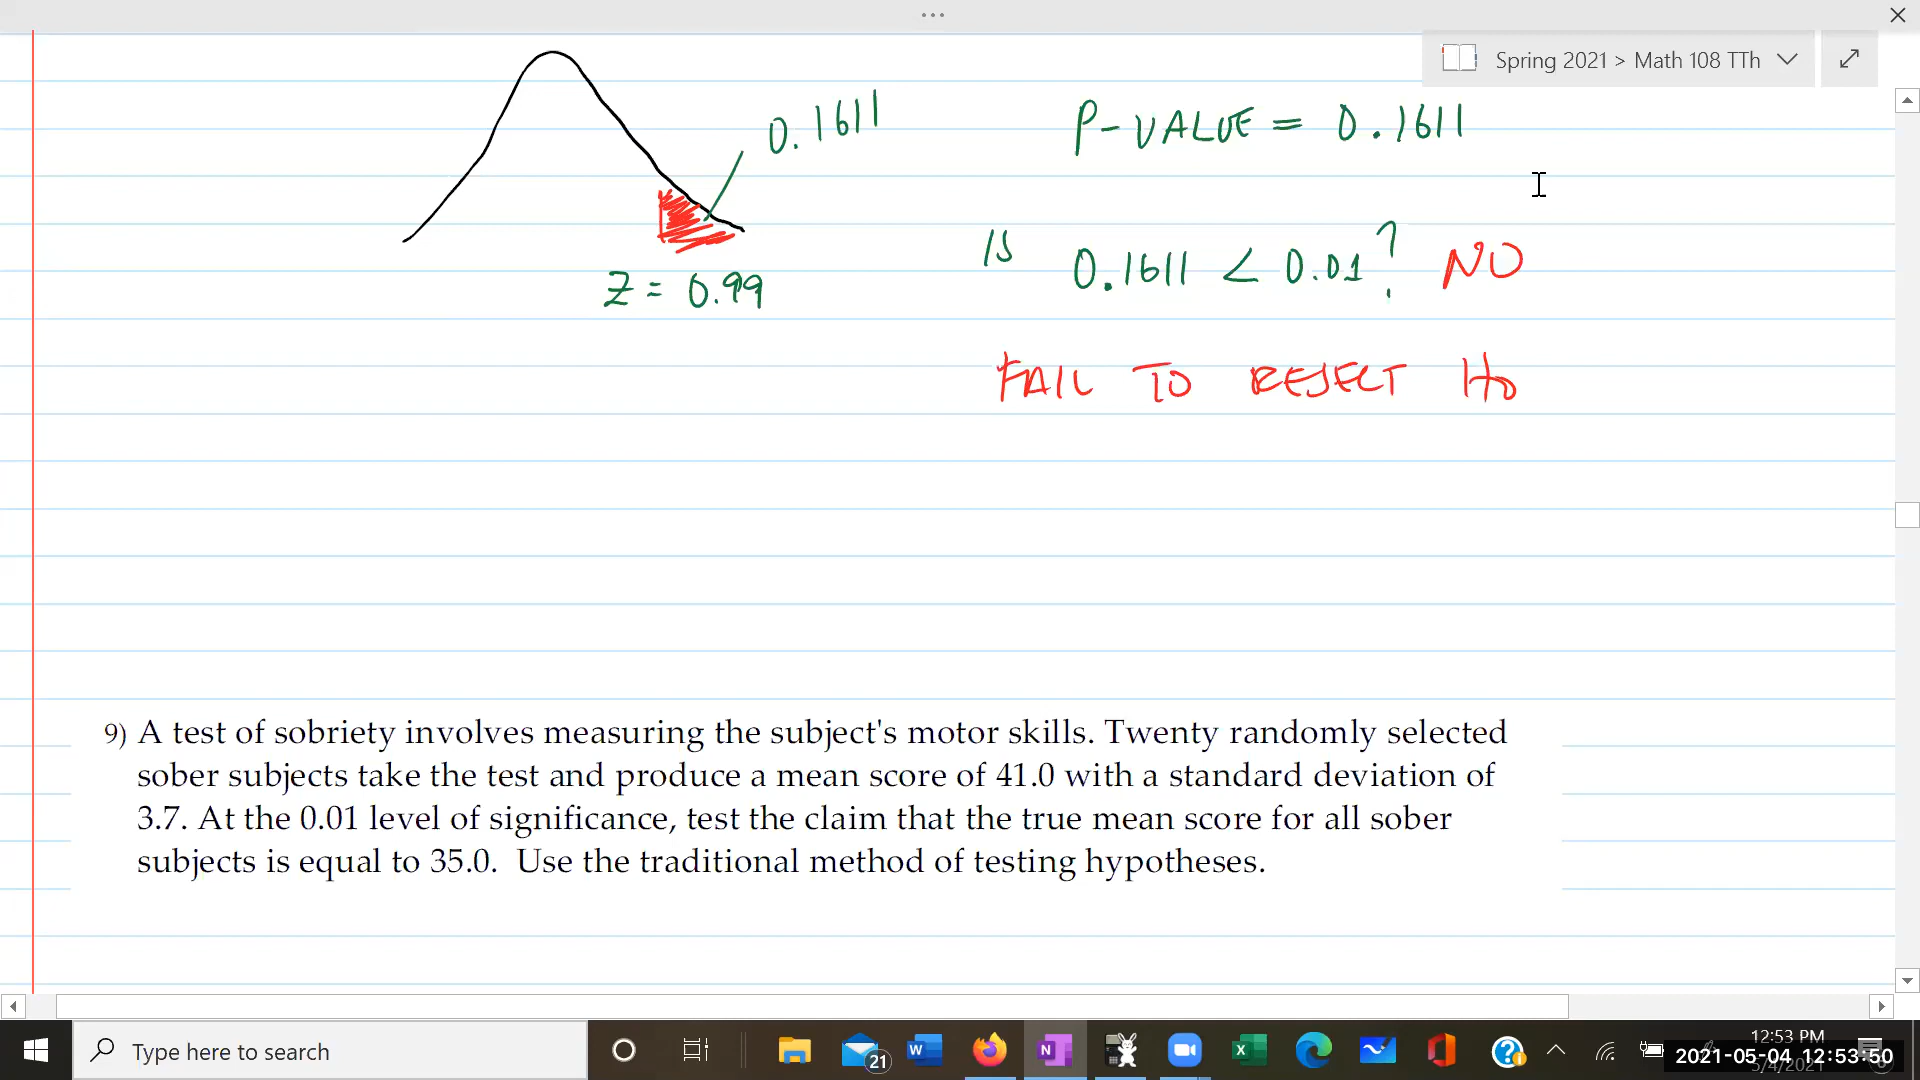 Spring 2021 > Math 108 TTh
0.1611
P-VALUE = 0.1611
IS 0.1611 < 0.01? NO
Z = 0.99
FAIL TO REJECT H0
9) A test of sobriety involves measuring the subject's motor skills. Twenty randomly selected
sober subjects take the test and produce a mean score of 41.0 with a standard deviation of
3.7. At the 0.01 level of significance, test the claim that the true mean score for all sober
subjects is equal to 35.0. Use the traditional method of testing hypotheses.
Type here to search
21
12:53 PM
2021-05-04 12:53:50